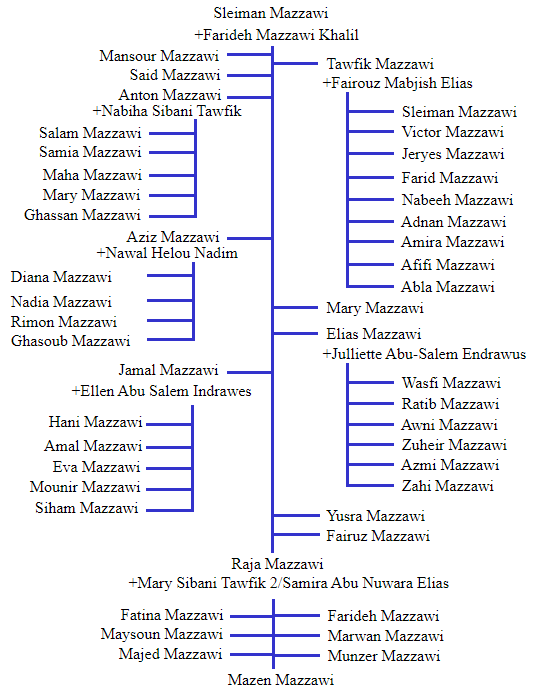 Sleiman Mazzawi
+Farideh Mazzawi Khalil
Mansour Mazzawi
Said Mazzawi
Anton Mazzawi
+Nabiha Sibani Tawfik
Salam Mazzawi
Samia Mazzawi
Maha Mazzawi
Mary Mazzawi
Ghassan Mazzawi
Aziz Mazzawi
+Nawal Helou Nadim
Diana Mazzawi
Nadia Mazzawi
Rimon Mazzawi
Ghasoub Mazzawi
Jamal Mazzawi
+Ellen Abu Salem Indrawes
Hani Mazzawi
Amal Mazzawi
Eva Mazzawi
Mounir Mazzawi
Siham Mazzawi
Tawfik Mazzawi
+Fairouz Mabjish Elias
Sleiman Mazzawi
Victor Mazzawi
Jeryes Mazzawi
Farid Mazzawi
Nabeeh Mazzawi
Adnan Mazzawi
Amira Mazzawi
Afifi Mazzawi
Abla Mazzawi
Mary Mazzawi
Elias Mazzawi
+Julliette Abu-Salem Endrawus
Wasfi Mazzawi
Ratib Mazzawi
Awni Mazzawi
Zuheir Mazzawi
Azmi Mazzawi
Zahi Mazzawi
Yusra Mazzawi
Fairuz Mazzawi
Raja Mazzawi
+Mary Sibani Tawfik 2/Samira Abu Nuwara Elias
Fatina Mazzawi
Maysoun Mazzawi
Majed Mazzawi
Farideh Mazzawi
Marwan Mazzawi
Munzer Mazzawi
Mazen Mazzawi